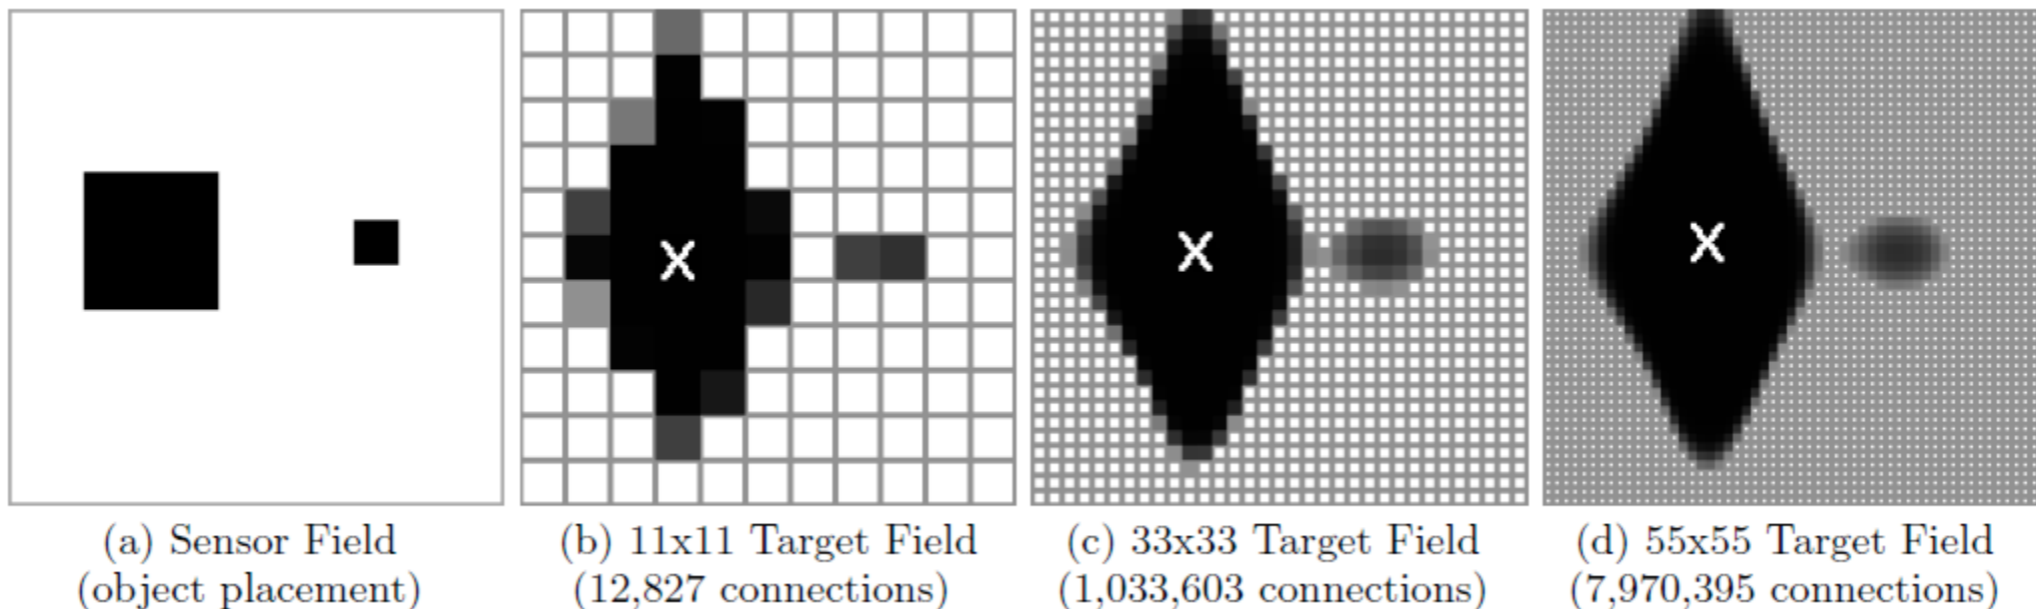 X
X
X
(a) Sensor Field
(object placement)
(b) 11x11 Target Field
(12,827 connections)
(c) 33x33 Target Field
(1,033,603 connections)
(d) 55x55 Target Field
(7,970,395 connections)